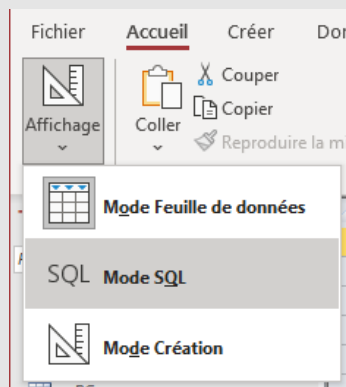 Fichier Accueil Créer
Affichage Coller Couper
Copier
Reproduire la
Mode Feuille de données
SQL Mode SQL
Mode Création